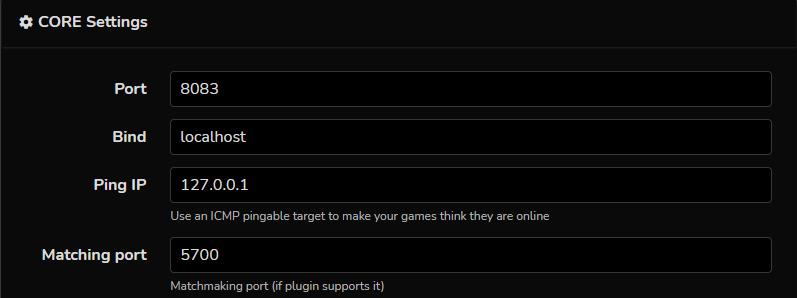 CORE Settings
Port 8083
Bind localhost
Ping IP 127.0.0.1
Use an ICMP pingable target to make your games think they are online
Matching port 5700
Matchmaking port (if plugin supports it)